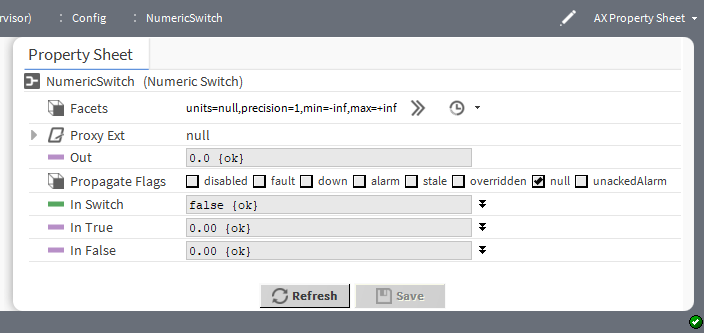 rvisor) : Config : NumericSwitch AX Property Sheet
Property Sheet
NumericSwitch (Numeric Switch)
Facets units=null,precision=1,min=-inf,max=+inf
Proxy Ext null
Out 0.0 {ok}
Propagate Flags disabled fault down alarm stale overridden null unackedAlarm
In Switch false {ok}
In True 0.00 {ok}
In False 0.00 {ok}
Refresh Save